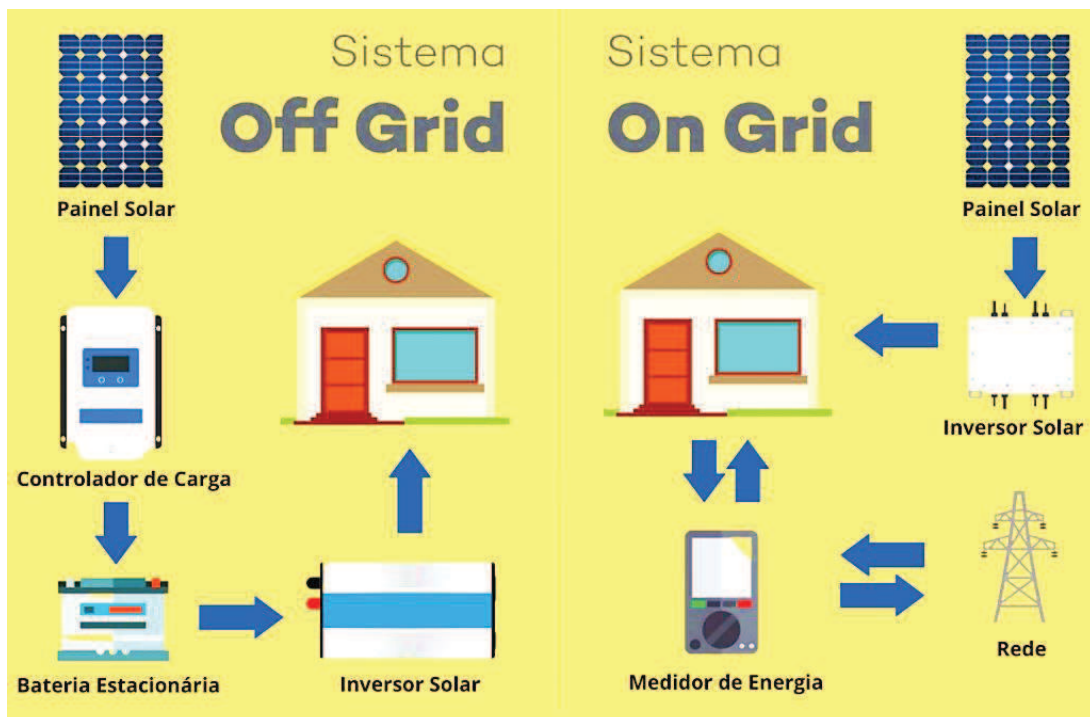 Sistema
Off Grid
Painel Solar
Controlador de Carga
Bateria Estacionária
Inversor Solar
Sistema
On Grid
Painel Solar
Inversor Solar
Medidor de Energia
Rede